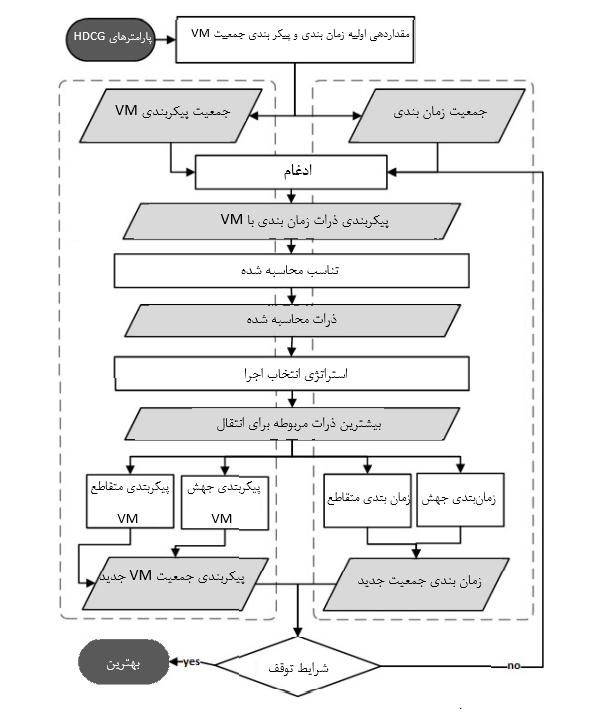 پارامترهای HDCG
مقداردهی اولیه زمان بندی و پیکر بندی جمعیت VM
جمعیت پیکربندی VM
جمعیت زمان بندی
ادغام
پیکربندی ذرات زمان بندی با VM
تناسب محاسبه شده
ذرات محاسبه شده
استراتژی انتخاب اجرا
بیشترین ذرات مربوطه برای انتقال
پیکربندی متقاطع
VM
پیکربندی جهش
VM
زمان بندی متقاطع
زمان‌بندی جهش
پیکربندی جمعیت VM جدید
زمان بندی جمعیت جدید
شرایط توقف
yes
no
بهترین